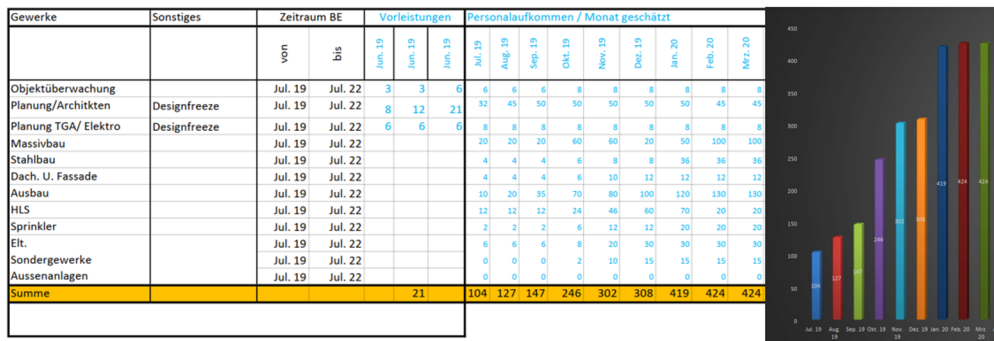 Gewerke Sonstiges Zeitraum BE Vorleistungen Personalaufkommen / Monat geschätzt
von bis Jun. 19 Jun. 19 Jun. 19 Jul. 19 Aug. 19 Sep. 19 Okt. 19 Nov. 19 Dez. 19 Jan. 20 Feb. 20 Mrz. 20
Objektüberwachung Jul. 19 Jul. 22 3 3 6 6 6 6 8 8 8 8 8 8
Planung/Architkten Designfreeze Jul. 19 Jul. 22 8 12 21 32 45 50 50 50 50 50 45 45
Planung TGA/ Elektro Designfreeze Jul. 19 Jul. 22 6 6 6 8 8 8 8 8 8 8 8 8
Massivbau Jul. 19 Jul. 22 20 20 20 60 60 20 50 100 100
Stahlbau Jul. 19 Jul. 22 4 4 4 6 8 8 36 36 36
Dach. U. Fassade Jul. 19 Jul. 22 4 4 4 6 10 12 12 12 12
Ausbau Jul. 19 Jul. 22 10 20 35 70 80 100 120 130 130
HLS Jul. 19 Jul. 22 12 12 12 24 46 60 70 20 20
Sprinkler Jul. 19 Jul. 22 2 2 2 6 12 12 20 20 20
Elt. Jul. 19 Jul. 22 6 6 6 8 20 30 30 30 30
Sondergewerke Jul. 19 Jul. 22 0 0 0 2 10 15 15 15 15
Aussenanlagen Jul. 19 Jul. 22 0 0 0 0 0 0 0 0 0
Summe 21 104 127 147 246 302 308 419 424 424
450
400
350
300
250
200
150
100
50
0
104 127 147 246 302 308 419 424 424
Jul. 19 Aug. 19 Sep. 19 Okt. 19 Nov. 19 Dez. 19 Jan. 20 Feb. 20 Mrz. 20